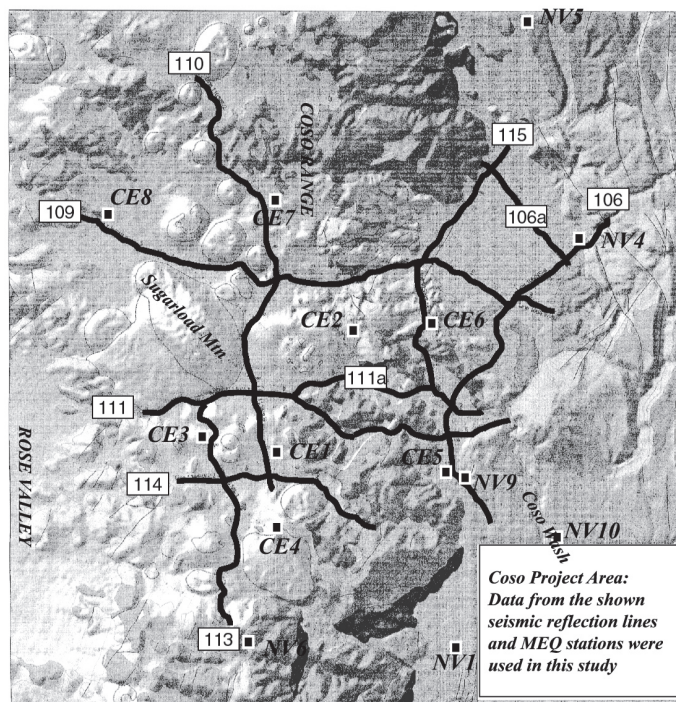 NV5
110
115
COSO RANGE
109
CE8
CE7
106a
106
NV4
Sugarload Mtn
CE2
CE6
111a
111
CE3
CE1
ROSE VALLEY
CE5
NV9
114
Coso Wash
CE4
NV10
Coso Project Area:
Data from the shown
seismic reflection lines
and MEQ stations were
used in this study
113
NV6
NV1